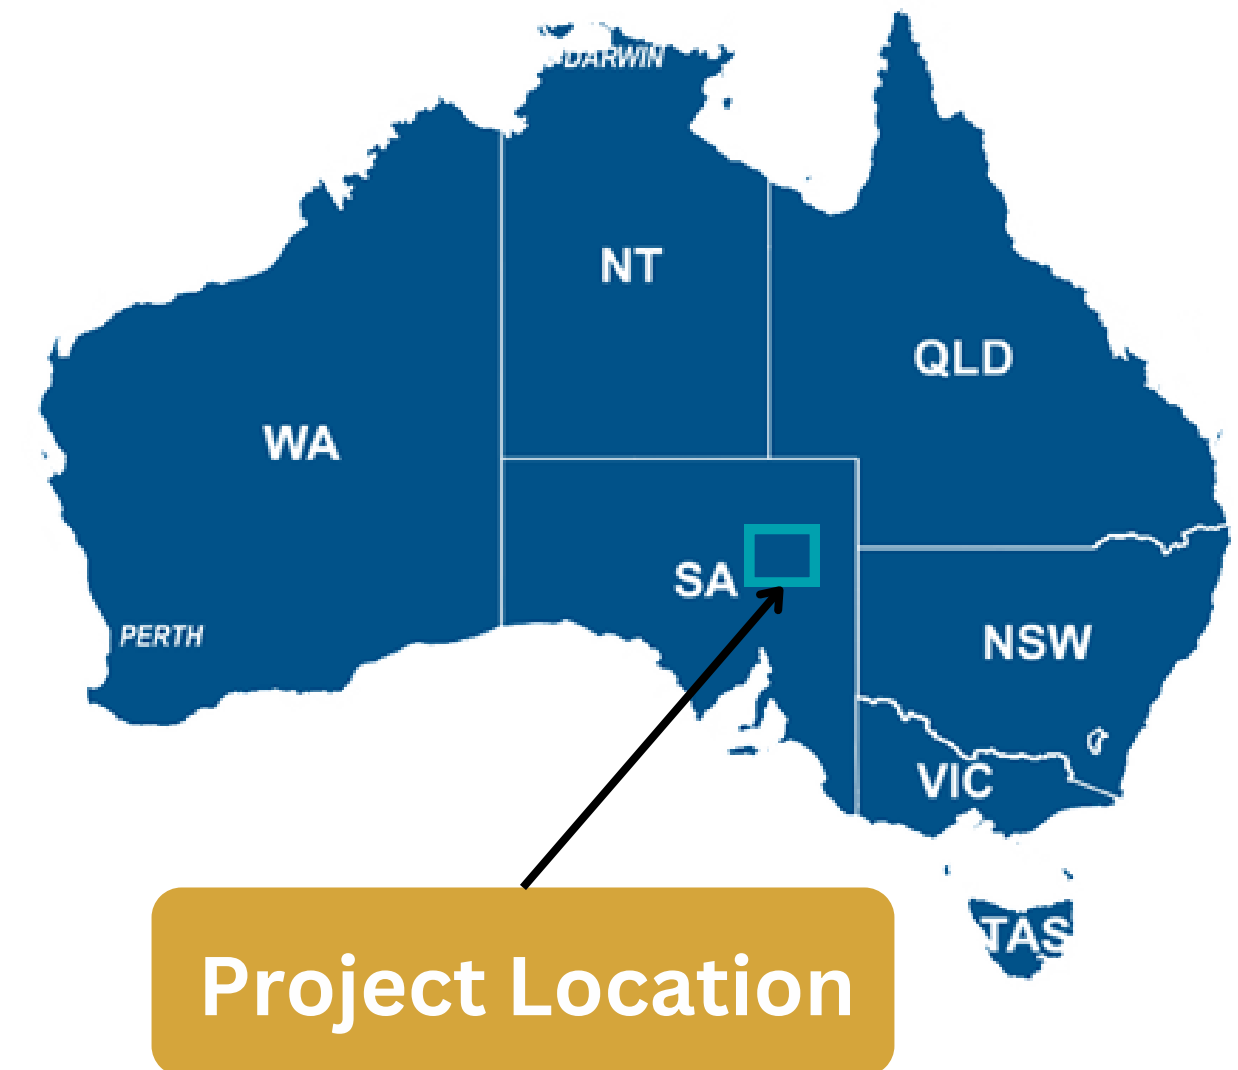 DARWIN
NT
QLD
WA
SA
PERTH
NSW
VIC
TAS
Project Location